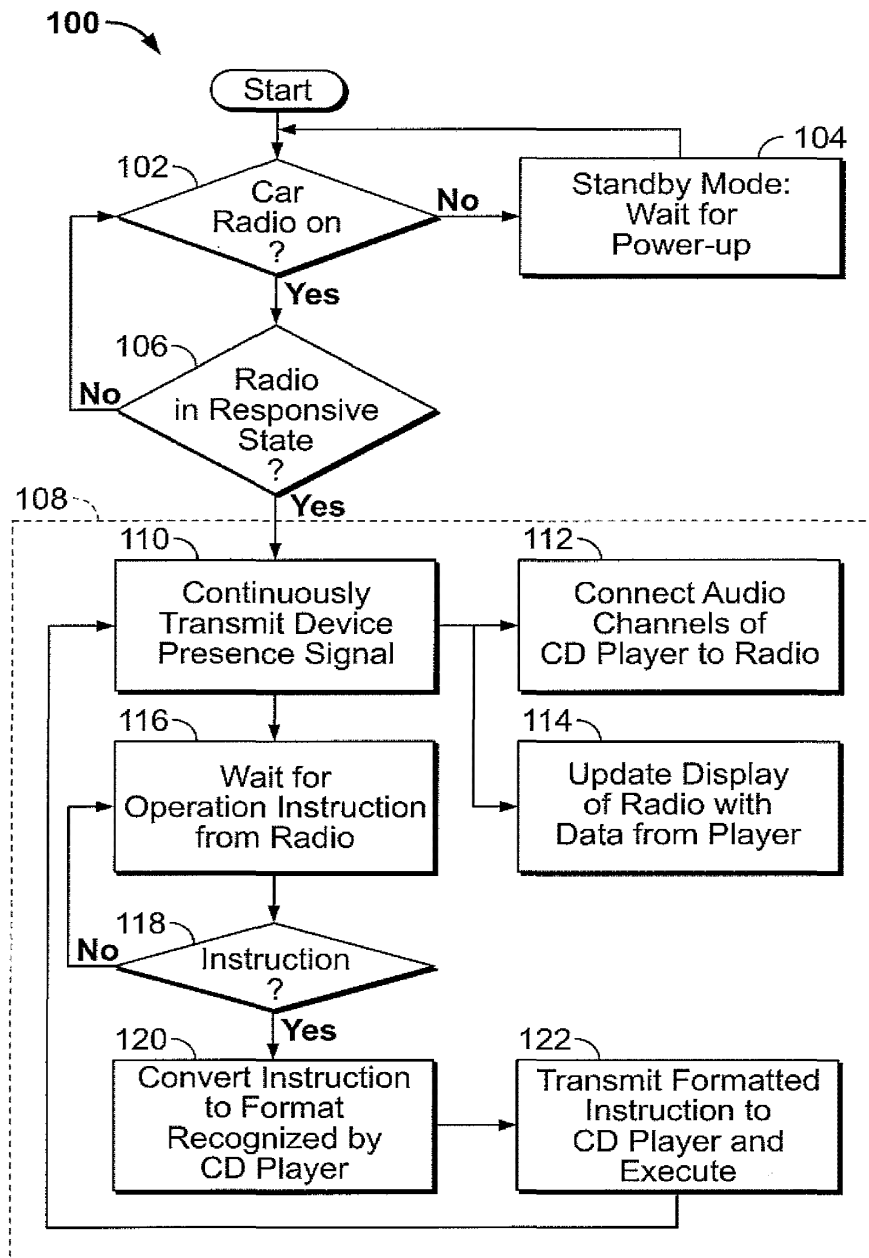 100
Start
102
Car
Radio on
?
No
104
Standby Mode:
Wait for
Power-up
Yes
106
Radio
in Responsive
State
?
No
Yes
108
110
Continuously
Transmit Device
Presence Signal
112
Connect Audio
Channels of
CD Player to Radio
116
Wait for
Operation Instruction
from Radio
114
Update Display
of Radio with
Data from Player
118
Instruction
?
No
Yes
120
Convert Instruction
to Format
Recognized by
CD Player
122
Transmit Formatted
Instruction to
CD Player and
Execute